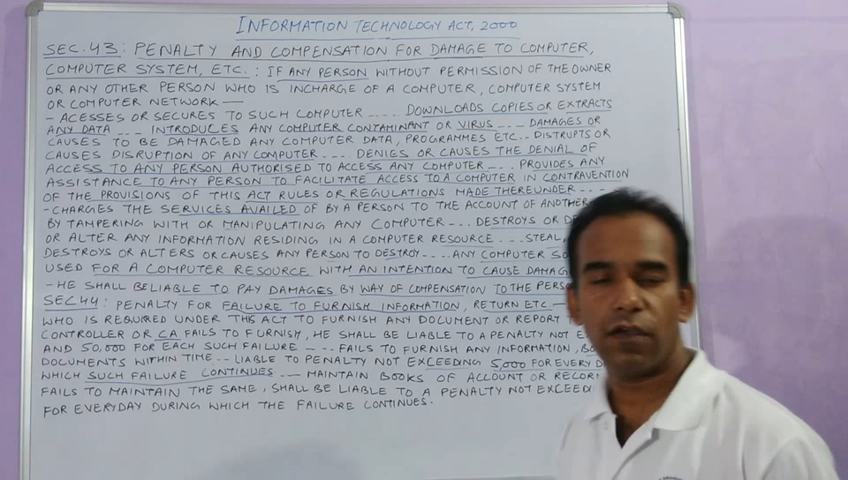 INFORMATION TECHNOLOGY ACT, 2000
SEC.43: PENALTY AND COMPENSATION FOR DAMAGE TO COMPUTER,
COMPUTER SYSTEM, ETC.: IF ANY PERSON WITHOUT PERMISSION OF THE OWNER
OR ANY OTHER PERSON WHO IS INCHARGE OF A COMPUTER, COMPUTER SYSTEM
OR COMPUTER NETWORK —
- ACESSES OR SECURES TO SUCH COMPUTER .... DOWNLOADS COPIES OR EXTRACTS
ANY DATA ... INTRODUCES ANY COMPUTER CONTAMINANT OR VIRUS ... DAMAGES OR
CAUSES TO BE DAMAGED ANY COMPUTER DATA, PROGRAMMES ETC.. DISTRUPTS OR
CAUSES DISRUPTION OF ANY COMPUTER... DENIES OR CAUSES THE DENIAL OF
ACCESS TO ANY PERSON AUTHORISED TO ACCESS ANY COMPUTER.... PROVIDES ANY
ASSISTANCE TO ANY PERSON TO FACILITATE ACCESS TO A COMPUTER IN CONTRAVENTION
OF THE PROVISIONS OF THIS ACT RULES OR REGULATIONS MADE THEREUNDER ....
- CHARGES THE SERVICES AVAILED OF BY A PERSON TO THE ACCOUNT OF ANOTHER
BY TAMPERING WITH OR MANIPULATING ANY COMPUTER... DESTROYS OR
OR ALTER ANY INFORMATION RESIDING IN A COMPUTER RESOURCE ... STEAL,
DESTROYS OR ALTERS OR CAUSES ANY PERSON TO DESTROY.... ANY COMPUTER SO
USED FOR A COMPUTER RESOURCE WITH AN INTENTION TO CAUSE DAMAG
- HE SHALL BE LIABLE TO PAY DAMAGES BY WAY OF COMPENSATION TO THE PERS
SEC.44: PENALTY FOR FAILURE TO FURNISH INFORMATION, RETURN ETC. —
WHO IS REQUIRED UNDER THIS ACT TO FURNISH ANY DOCUMENT OR REPORT
CONTROLLER OR CA FAILS TO FURNISH, HE SHALL BE LIABLE TO A PENALTY NOT E
AND 50,000 FOR EACH SUCH FAILURE — ... FAILS TO FURNISH ANY INFORMATION, BO
DOCUMENTS WITHIN TIME .. LIABLE TO PENALTY NOT EXCEEDING 5,000 FOR EVERY D
WHICH SUCH FAILURE CONTINUES ... MAINTAIN BOOKS OF ACCOUNT OR RECOR
FAILS TO MAINTAIN THE SAME, SHALL BE LIABLE TO A PENALTY NOT EXCEED
FOR EVERYDAY DURING WHICH THE FAILURE CONTINUES.